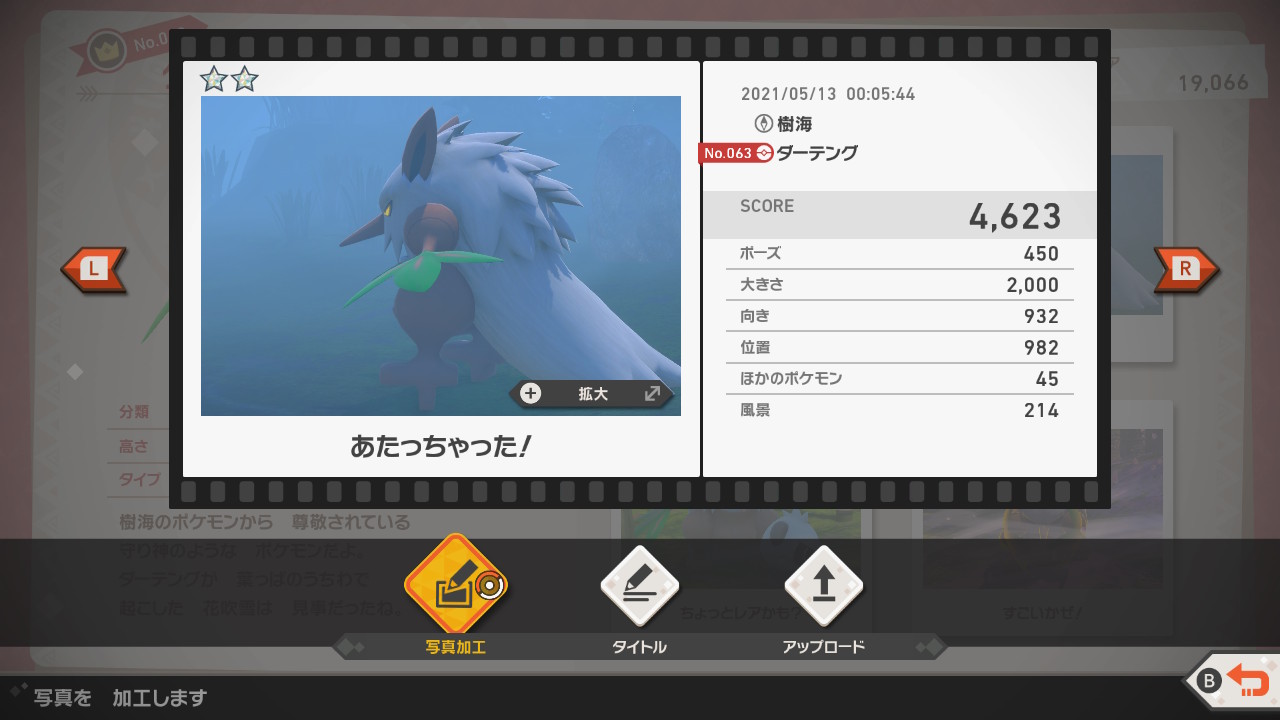 No.0
19,066
2021/05/13 00:05:44
樹海
No.063 ダーテング
SCORE 4,623
ポーズ 450
大きさ 2,000
向き 932
位置 982
ほかのポケモン 45
風景 214
+ 拡大
あたっちゃった!
L
R
分類
高さ
タイプ
樹海のポケモンから 尊敬されている
守り神のような ポケモンだよ。
ダーテングが 葉っぱのうちわで
起こした 花吹雪は 見事だったね。
ちょっとレアかも?
すごいかぜ!
写真加工
タイトル
アップロード
写真を 加工します
B